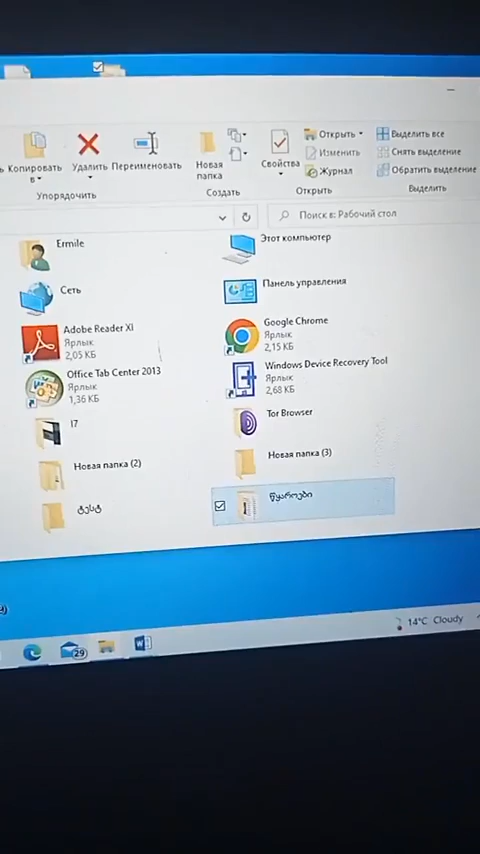 Копировать
в
Удалить
Переименовать
Новая
папка
Свойства
Открыть
Изменить
Журнал
Выделить все
Снять выделение
Обратить выделение
Упорядочить
Создать
Открыть
Выделить
Поиск в: Рабочий стол
Ermile
Этот компьютер
Сеть
Панель управления
Adobe Reader XI
Ярлык
2,05 КБ
Google Chrome
Ярлык
2,15 КБ
Office Tab Center 2013
Ярлык
1,36 КБ
Windows Device Recovery Tool
Ярлык
2,68 КБ
Tor Browser
Новая папка (2)
Новая папка (3)
ტესტ
წყაროები
29
14°C Cloudy